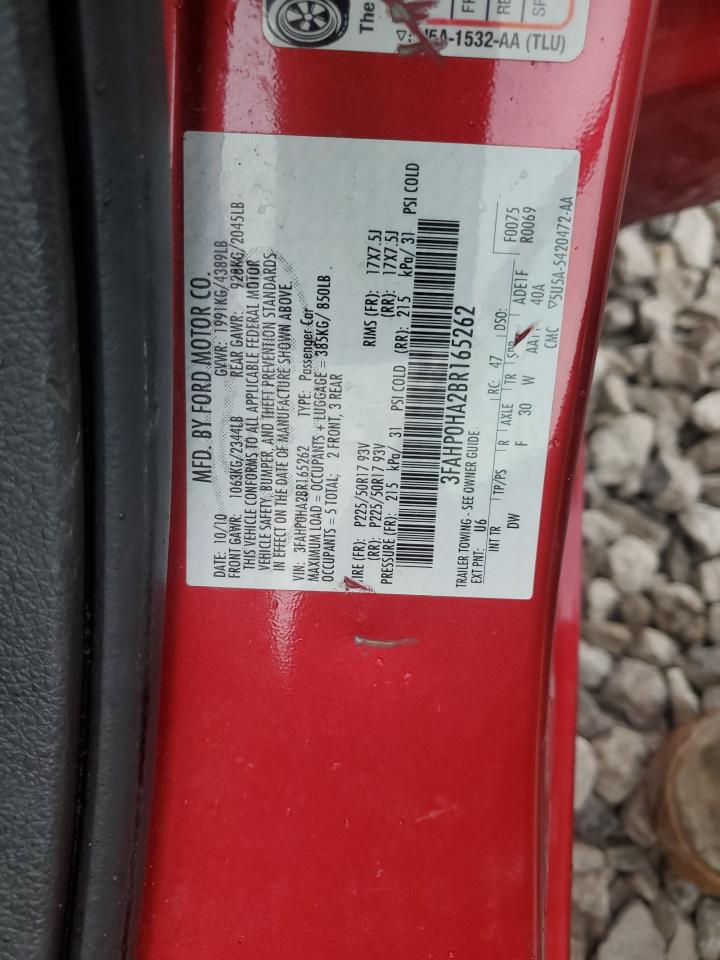 The
FR
RE
SP
5A-1532-AA (TLU)
MFD. BY FORD MOTOR CO.
DATE: 10/10 GVWR: 1991KG/4389LB
FRONT GAWR: 1063KG/2344LB REAR GAWR: 928KG/2045LB
THIS VEHICLE CONFORMS TO ALL APPLICABLE FEDERAL MOTOR
VEHICLE SAFETY, BUMPER, AND THEFT PREVENTION STANDARDS
IN EFFECT ON THE DATE OF MANUFACTURE SHOWN ABOVE.
VIN: 3FAHP0HA2BR165262 TYPE: Passenger Car
MAXIMUM LOAD = OCCUPANTS + LUGGAGE = 385KG/ 850LB
OCCUPANTS = 5 TOTAL: 2 FRONT, 3 REAR
TIRE (FR): P225/50R17 93V RIMS (FR): 17X7.5J
(RR): P225/50R17 93V (RR): 17X7.5J
PRESSURE (FR): 215 kPa/ 31 PSI COLD (RR): 215 kPa/ 31 PSI COLD
3FAHP0HA2BR165262
TRAILER TOWING - SEE OWNER GUIDE
EXT PNT: U6 RC: 47 DSO: F0075
R0069
INT TR TP/PS R AXLE TR SPR ADE1F
DW F 30 W AA 40A
CMC 5U5A-5420472-AA